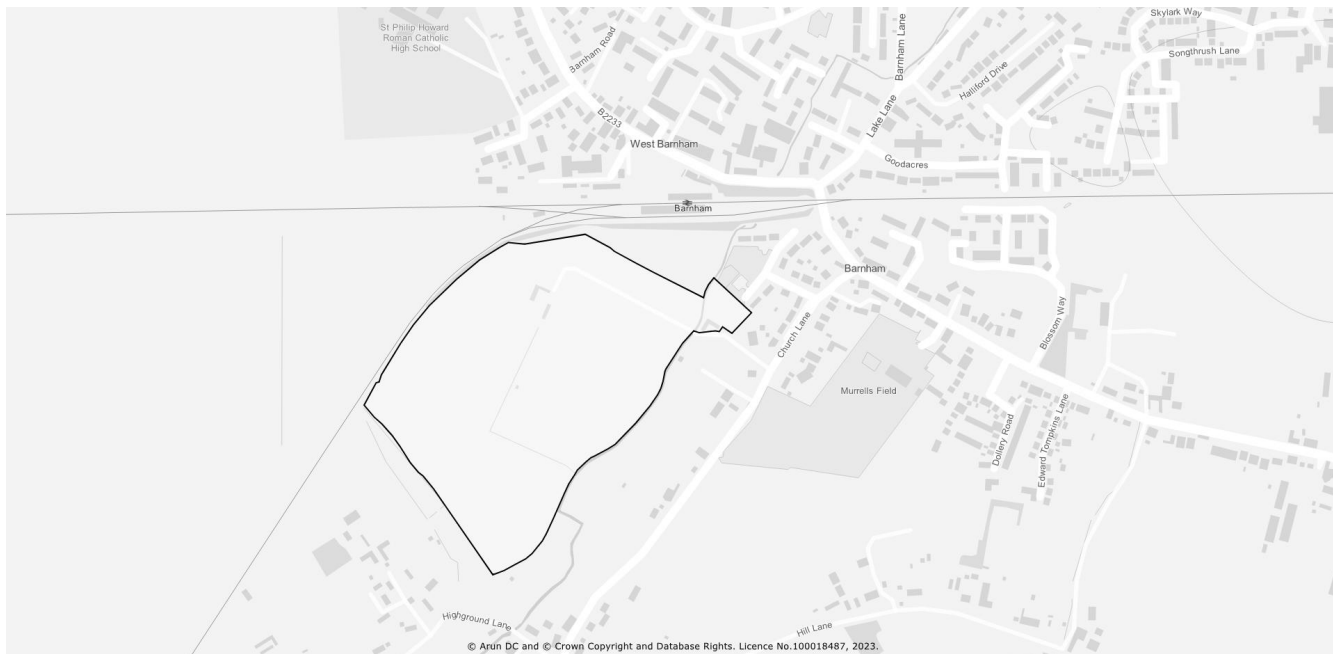 St Philip Howard
Roman Catholic
High School
Barnham Road
B2233
West Barnham
Barnham
Barnham Lane
Lake Lane
Halliford Drive
Skylark Way
Songthrush Lane
Goodacres
Barnham
Church Lane
Blossom Way
Murrells Field
Dollery Road
Edward Tompkins Lane
Highground Lane
Hill Lane
© Arun DC and © Crown Copyright and Database Rights. Licence No.100018487, 2023.